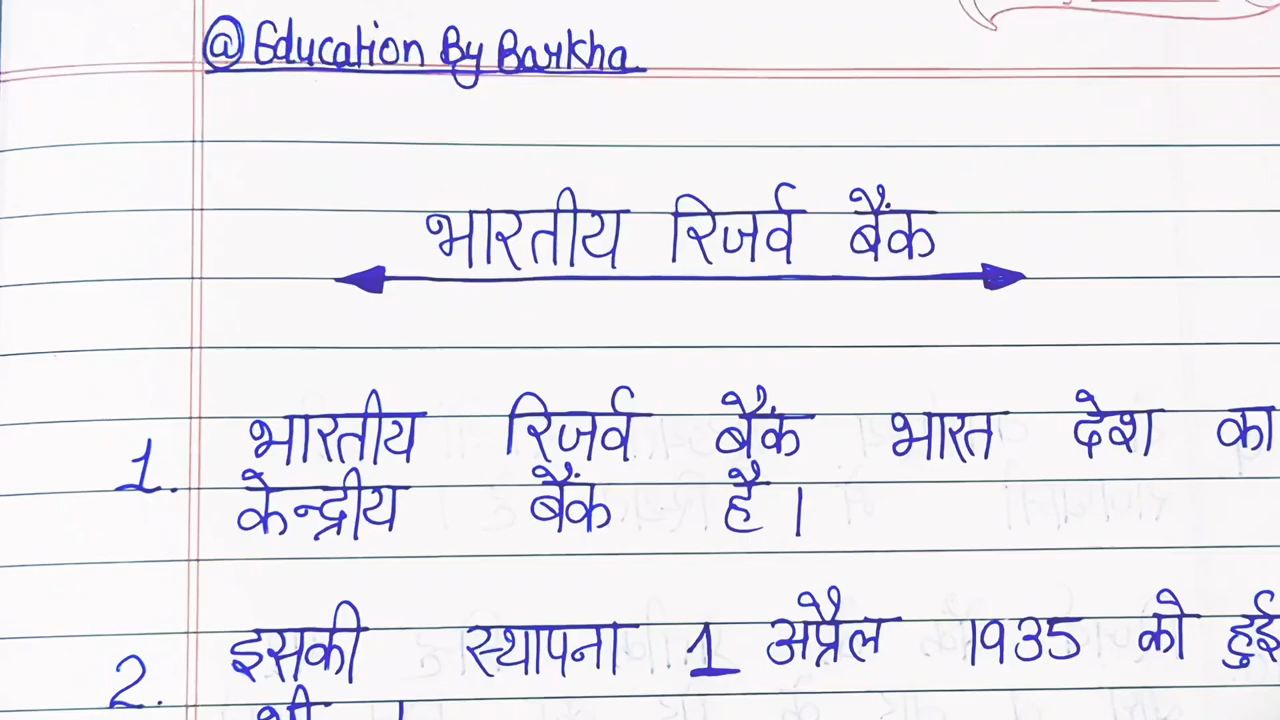 @ Education By Barkha
भारतीय रिजर्व बैंक
1. भारतीय रिजर्व बैंक भारत देश का
केन्द्रीय बैंक है।
2. इसकी स्थापना 1 अप्रैल 1935 को हुई
थी।